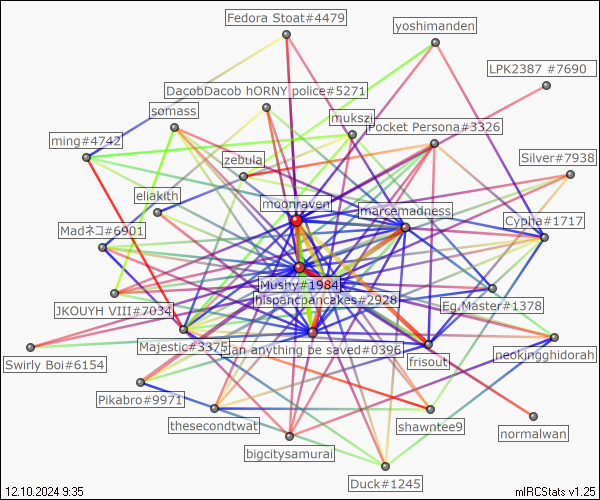 Fedora Stoat#4479
yoshimanden
LPK2387 #7690
DacobDacob hORNY police#5271
somass
mukszi
Pocket Persona#3326
ming#4742
zebula
Silver#7938
eliakith
moonraven
marcemadness
Cypha#1717
Madネコ#6901
Mushy#1984
hispancpancakes#2928
Eg.Master#1378
JKOUYH VIII#7034
Majestic#3375
an anything be saved#0396
frisout
neokingghidorah
Swirly Boi#6154
Pikabro#9971
thesecondtwat
shawntee9
normalwan
bigcitysamurai
Duck#1245
12.10.2024 9:35
mIRCStats v1.25